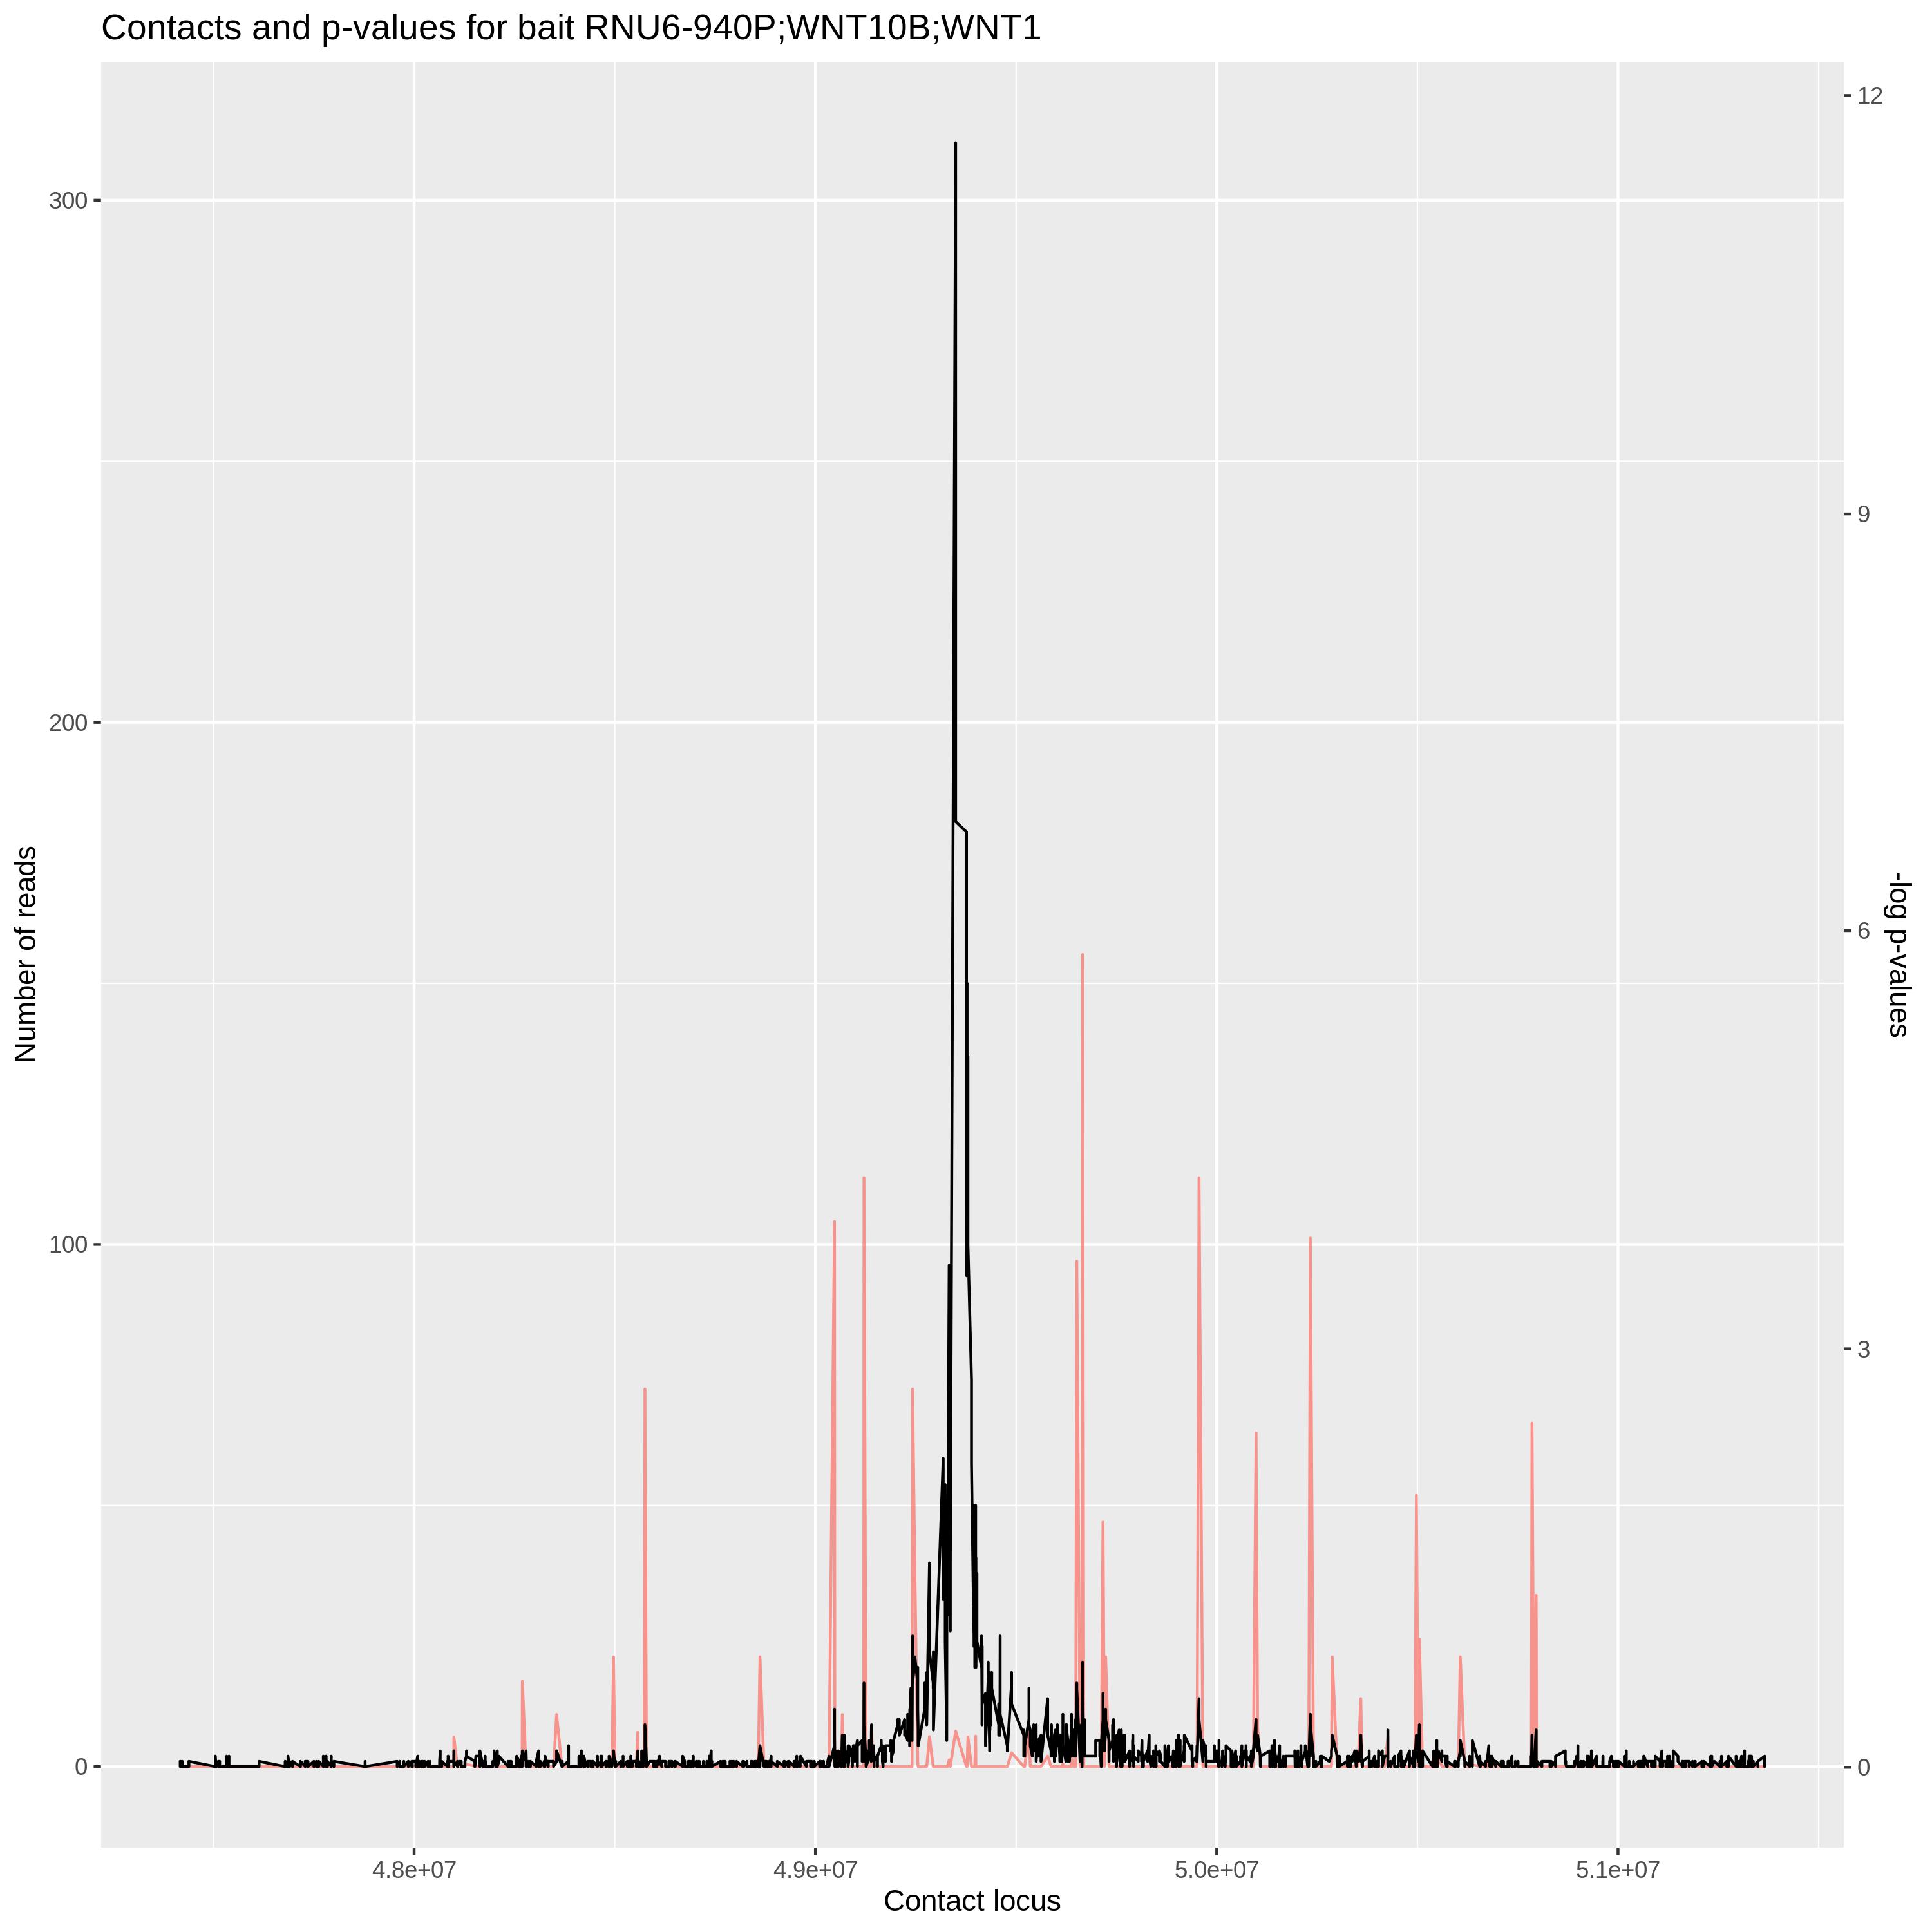 Contacts and p-values for bait RNU6-940P;WNT10B;WNT1
300
200
100
0
Number of reads
12
9
6
3
0
-log p-values
4.8e+07
4.9e+07
5.0e+07
5.1e+07
Contact locus